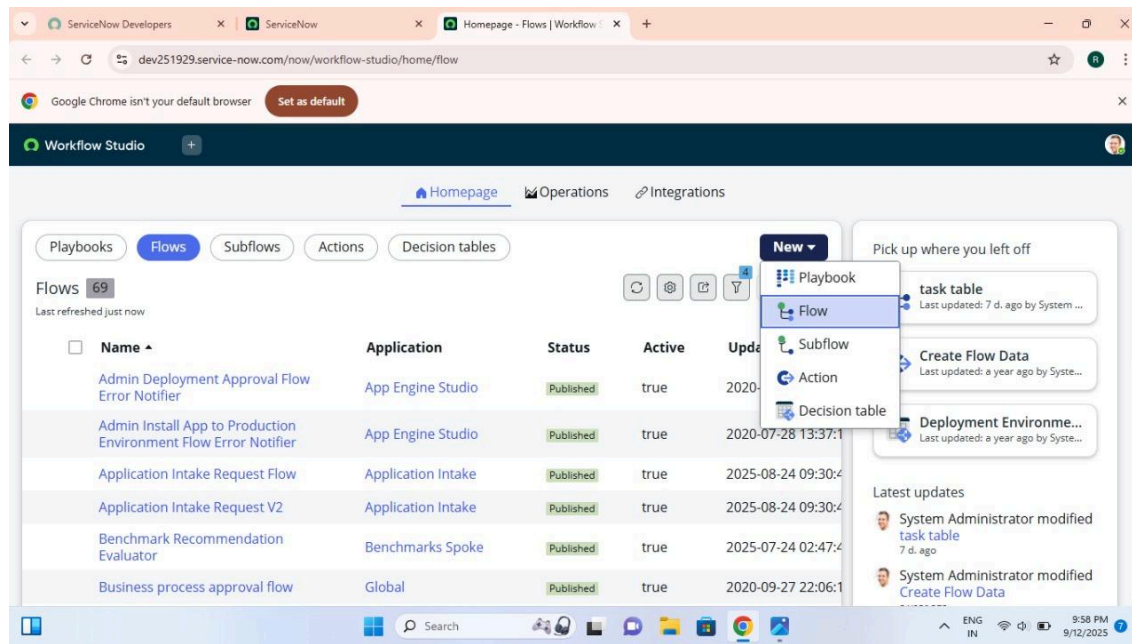 ServiceNow Developers
ServiceNow
Homepage - Flows | Workflow
dev251929.service-now.com/now/workflow-studio/home/flow
R
Google Chrome isn't your default browser
Set as default
Workflow Studio
Homepage
Operations
Integrations
Playbooks
Flows
Subflows
Actions
Decision tables
New
Flows 69
Last refreshed just now
4
Playbook
Flow
Subflow
Action
Decision table
Name
Application
Status
Active
Upda
Admin Deployment Approval Flow
Error Notifier
App Engine Studio
Published
true
2020-
Admin Install App to Production
Environment Flow Error Notifier
App Engine Studio
Published
true
2020-07-28 13:37:1
Application Intake Request Flow
Application Intake
Published
true
2025-08-24 09:30:4
Application Intake Request V2
Application Intake
Published
true
2025-08-24 09:30:4
Benchmark Recommendation
Evaluator
Benchmarks Spoke
Published
true
2025-07-24 02:47:4
Business process approval flow
Global
Published
true
2020-09-27 22:06:1
Pick up where you left off
task table
Last updated: 7 d. ago by System ...
Create Flow Data
Last updated: a year ago by Syste...
Deployment Environme...
Last updated: a year ago by Syste...
Latest updates
System Administrator modified
task table
7 d. ago
System Administrator modified
Create Flow Data
Search
ENG
IN
9:58 PM
9/12/2025
7